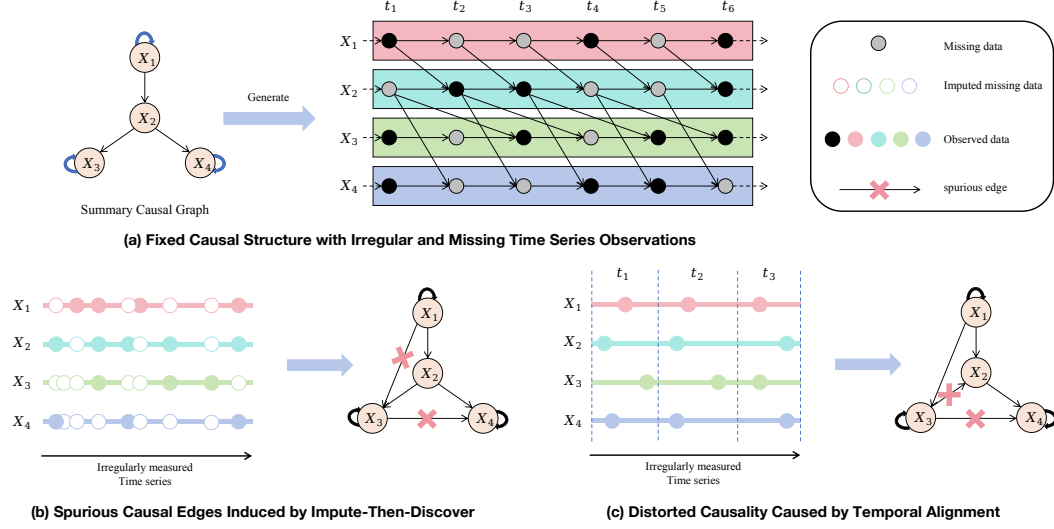 t₁ t₂ t₃ t₄ t₅ t₆
X₁
X₂
X₃ X₄
Summary Causal Graph
Generate
X₁
X₂
X₃
X₄
Missing data
Imputed missing data
Observed data
spurious edge
(a) Fixed Causal Structure with Irregular and Missing Time Series Observations
X₁
X₂
X₃
X₄
Irregularly measured
Time series
X₁
X₂
X₃ X₄
(b) Spurious Causal Edges Induced by Impute-Then-Discover
t₁ t₂ t₃
X₁
X₂
X₃
X₄
Irregularly measured
Time series
X₁
X₂
X₃ X₄
(c) Distorted Causality Caused by Temporal Alignment